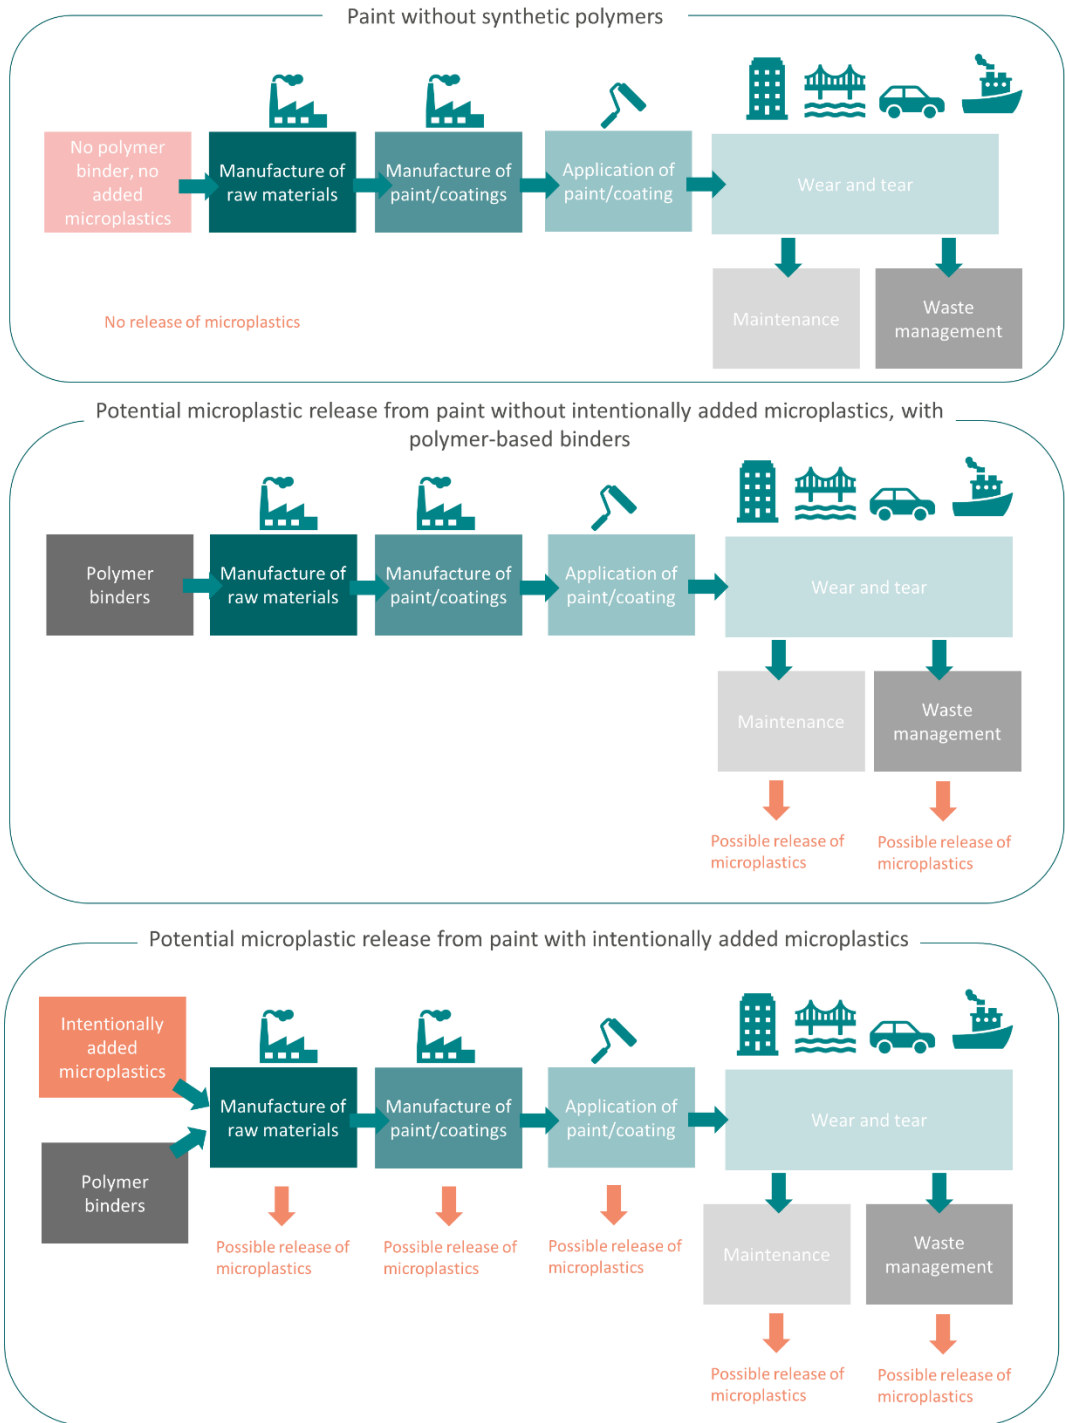 Paint without synthetic polymers
No polymer
binder, no
added
microplastics
Manufacture of
raw materials
Manufacture of
paint/coatings
Application of
paint/coating
Wear and tear
Maintenance
Waste
management
No release of microplastics
Potential microplastic release from paint without intentionally added microplastics, with
polymer-based binders
Polymer
binders
Manufacture of
raw materials
Manufacture of
paint/coatings
Application of
paint/coating
Wear and tear
Maintenance
Waste
management
Possible release of
microplastics
Possible release of
microplastics
Potential microplastic release from paint with intentionally added microplastics
Intentionally
added
microplastics
Polymer
binders
Manufacture of
raw materials
Manufacture of
paint/coatings
Application of
paint/coating
Wear and tear
Possible release of
microplastics
Possible release of
microplastics
Possible release of
microplastics
Maintenance
Waste
management
Possible release of
microplastics
Possible release of
microplastics